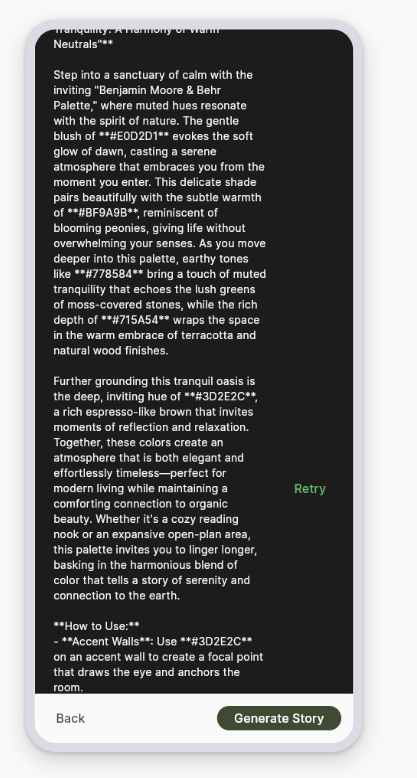 Tranquility: A Harmony of Warm
Neutrals"**
Step into a sanctuary of calm with the
inviting "Benjamin Moore & Behr
Palette," where muted hues resonate
with the spirit of nature. The gentle
blush of **#E0D2D1** evokes the soft
glow of dawn, casting a serene
atmosphere that embraces you from the
moment you enter. This delicate shade
pairs beautifully with the subtle warmth
of **#BF9A9B**, reminiscent of
blooming peonies, giving life without
overwhelming your senses. As you move
deeper into this palette, earthy tones
like **#778584** bring a touch of muted
tranquility that echoes the lush greens
of moss-covered stones, while the rich
depth of **#715A54** wraps the space
in the warm embrace of terracotta and
natural wood finishes.
Further grounding this tranquil oasis is
the deep, inviting hue of **#3D2E2C**,
a rich espresso-like brown that invites
moments of reflection and relaxation.
Together, these colors create an
atmosphere that is both elegant and
effortlessly timeless—perfect for
modern living while maintaining a
comforting connection to organic
beauty. Whether it's a cozy reading
nook or an expansive open-plan area,
this palette invites you to linger longer,
basking in the harmonious blend of
color that tells a story of serenity and
connection to the earth.
**How to Use:**
- **Accent Walls**: Use **#3D2E2C**
on an accent wall to create a focal point
that draws the eye and anchors the
room.
Retry
Back
Generate Story